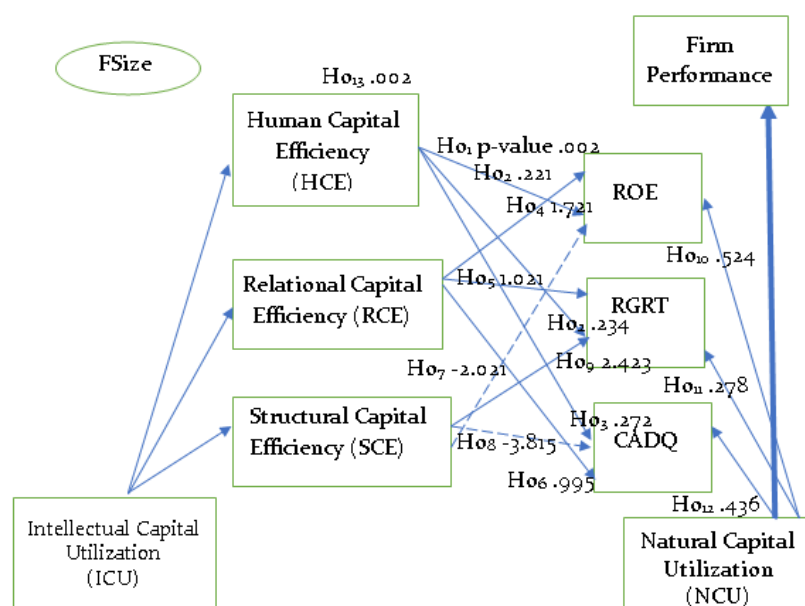 FSize
Firm
Performance
Ho₁₃ .002
Human Capital
Efficiency
(HCE)
Ho₁ p-value .002
Ho₂ .221
ROE
Ho₄ 1.721
Ho₁₀ .524
Relational Capital
Efficiency (RCE)
Ho₅ 1.021
RGRT
Ho₂ .234
Ho₉ 2.423
Ho₇ -2.021
Ho₁₁ .278
Structural Capital
Efficiency (SCE)
Ho₃ .272
CADQ
Ho₈ -3.815
Ho₆ .995
Ho₁₂ .436
Intellectual Capital
Utilization
(ICU)
Natural Capital
Utilization
(NCU)